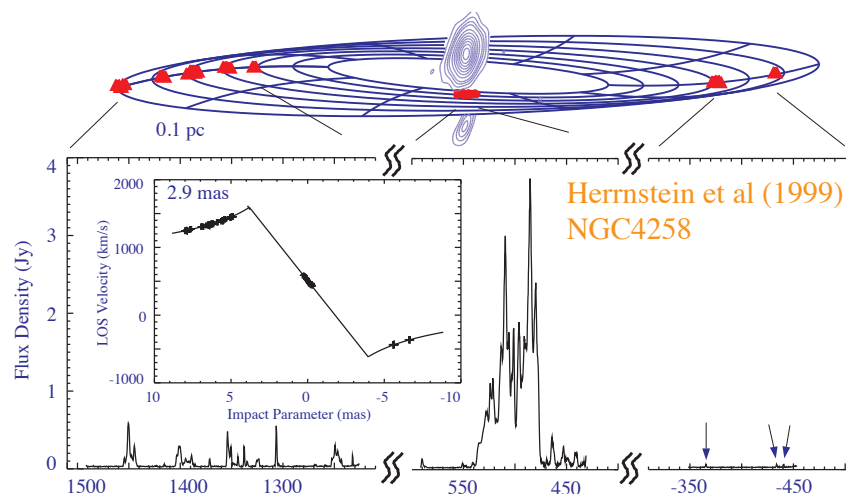 0.1 pc
Herrnstein et al (1999)
NGC4258
2.9 mas
LOS Velocity (km/s)
2000
1000
0
-1000
10 5 0 -5 -10
Impact Parameter (mas)
Flux Density (Jy)
4
3
2
1
0
1500 1400 1300 550 450 -350 -450